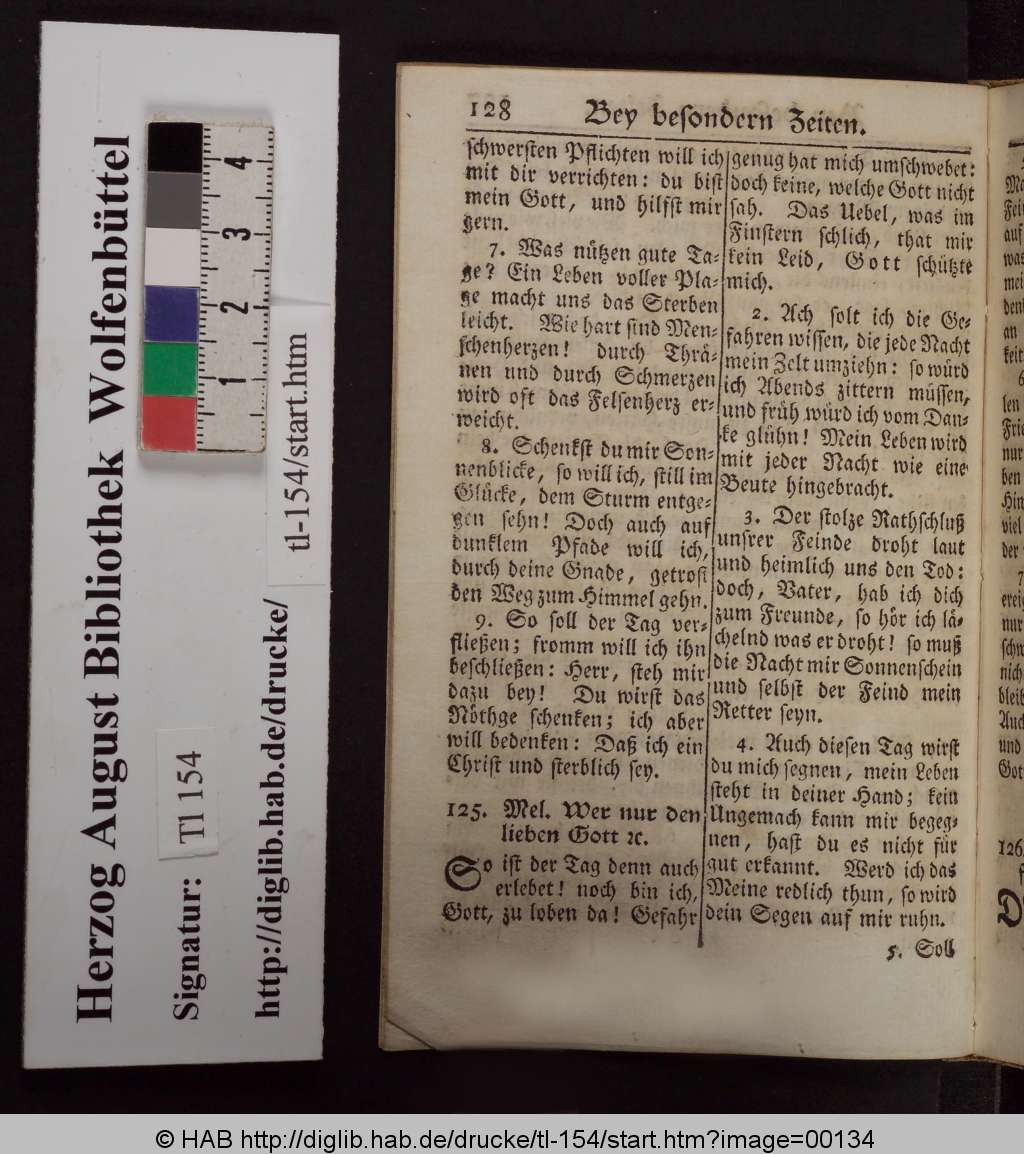 Herzog August Bibliothek Wolfenbüttel
Signatur: Tl 154
http://diglib.hab.de/drucke/ tl-154/start.htm
1 2 3 4
128 Bey beſondern Zeiten.
ſchwerſten Pflichten will ich
mit dir verrichten: du biſt
mein Gott, und hilfſt mir
gern.
7. Was nützen gute Ta-
ge? Ein Leben voller Pla-
ge macht uns das Sterben
leicht. Wie hart ſind Men-
ſchenherzen! durch Thrä-
nen und durch Schmerzen
wird oft das Felſenherz er-
weicht.
8. Schenkſt du mir Son-
nenblicke, ſo will ich, ſtill im
Glücke, dem Sturm entge-
gen ſehn! Doch auch auf
dunklem Pfade will ich,
durch deine Gnade, getroſt
den Weg zum Himmel gehn.
9. So ſoll der Tag ver-
fließen; fromm will ich ihn
beſchließen: Herr, ſteh mir
dazu bey! Du wirſt das
Nöthge ſchenken; ich aber
will bedenken: Daß ich ein
Chriſt und ſterblich ſey.
125. Mel. Wer nur den
lieben Gott ꝛc.
So iſt der Tag denn auch
erlebet! noch bin ich,
Gott, zu loben da! Gefahr
genug hat mich umſchwebet:
doch keine, welche Gott nicht
ſah. Das Uebel, was im
Finſtern ſchlich, that mir
kein Leid, Gott ſchützte
mich.
2. Ach ſolt ich die Ge-
fahren wiſſen, die jede Nacht
mein Zelt umziehn: ſo würd
ich Abends zittern müſſen,
und früh würd ich vom Dan-
ke glühn! Mein Leben wird
mit jeder Nacht wie eine
Beute hingebracht.
3. Der ſtolze Rathſchluß
unſrer Feinde droht laut
und heimlich uns den Tod:
doch, Vater, hab ich dich
zum Freunde, ſo hör ich lä-
chelnd was er droht! ſo muß
die Nacht mir Sonnenſchein
und ſelbſt der Feind mein
Retter ſeyn.
4. Auch dieſen Tag wirſt
du mich ſegnen, mein Leben
ſteht in deiner Hand; kein
Ungemach kann mir begeg-
nen, haſt du es nicht für
gut erkannt. Werd ich das
Meine redlich thun, ſo wird
dein Segen auf mir ruhn.
5. Soll
126.
© HAB http://diglib.hab.de/drucke/tl-154/start.htm?image=00134